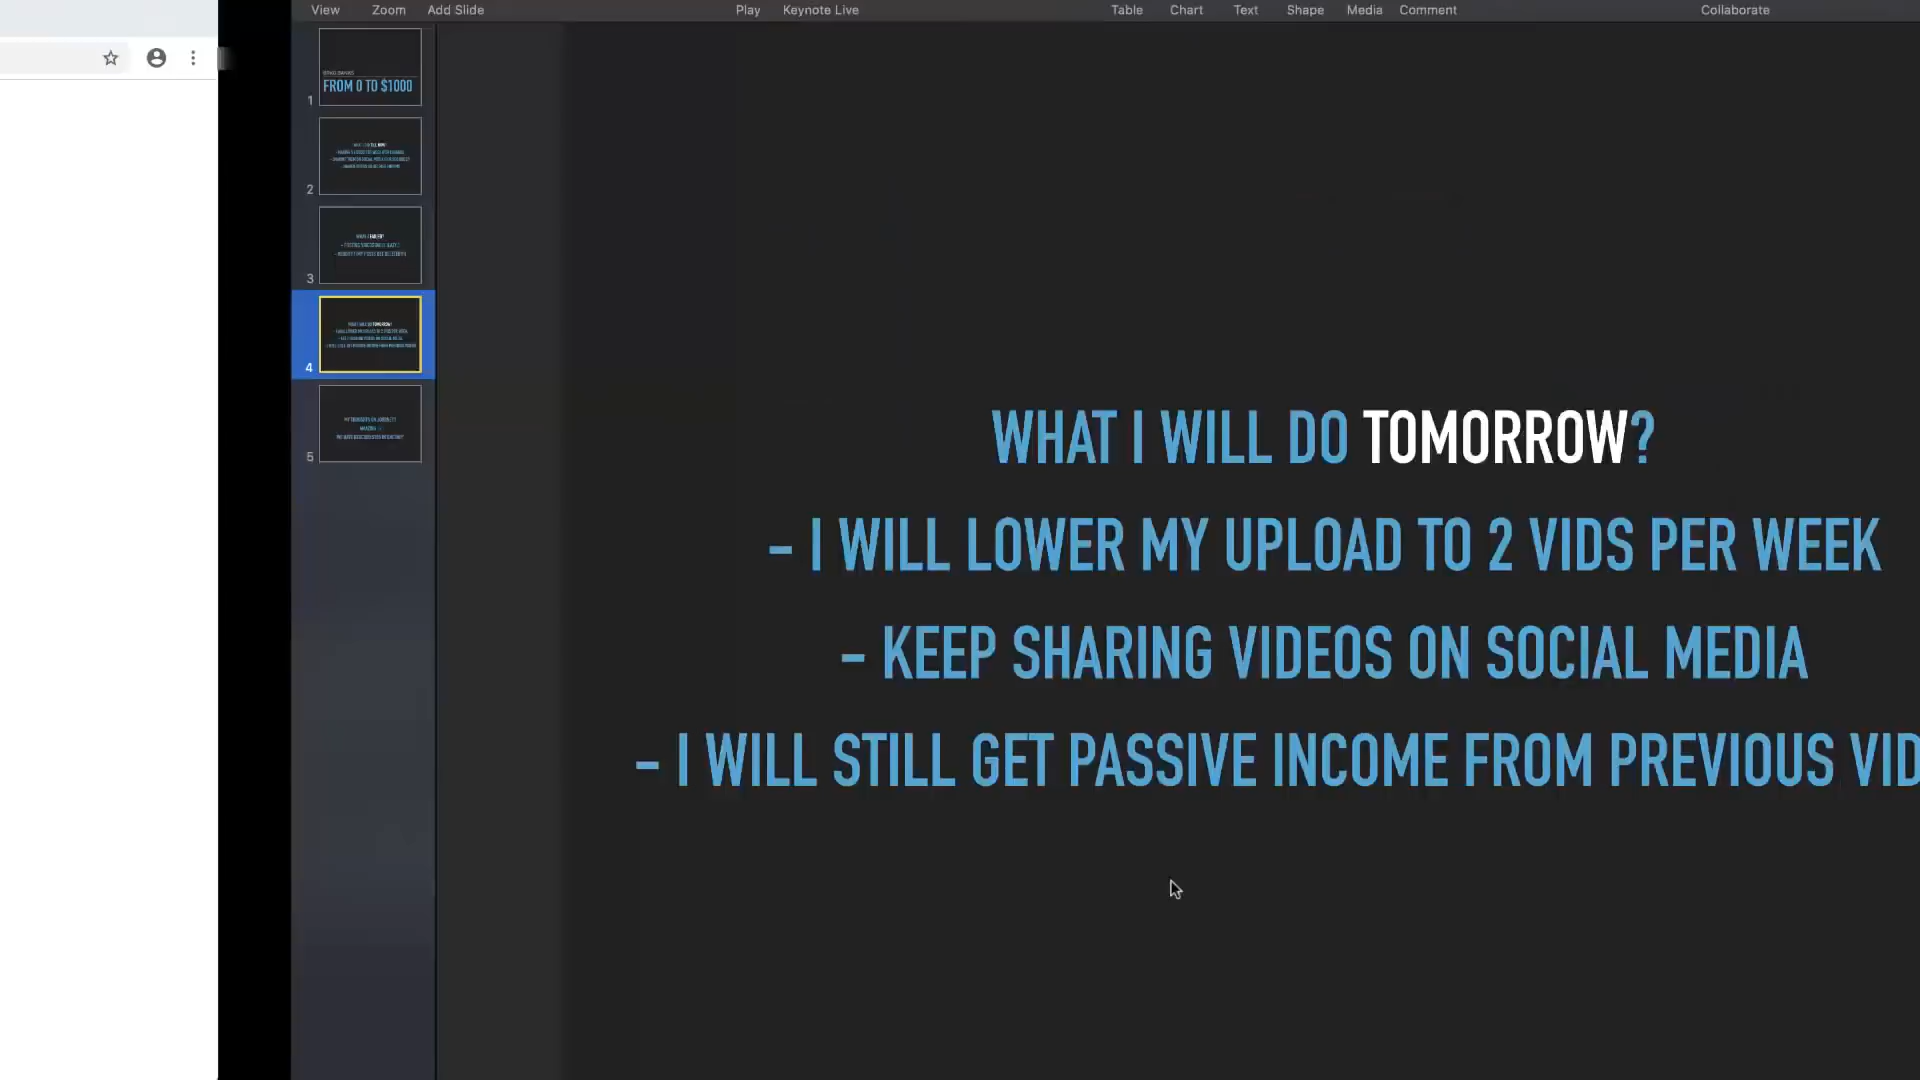 View Zoom Add Slide Play Keynote Live Table Chart Text Shape Media Comment Collaborate
FROM 0 TO $1000
1
2
3
4
5
WHAT I WILL DO TOMORROW?
- I WILL LOWER MY UPLOAD TO 2 VIDS PER WEEK
- KEEP SHARING VIDEOS ON SOCIAL MEDIA
- I WILL STILL GET PASSIVE INCOME FROM PREVIOUS VID